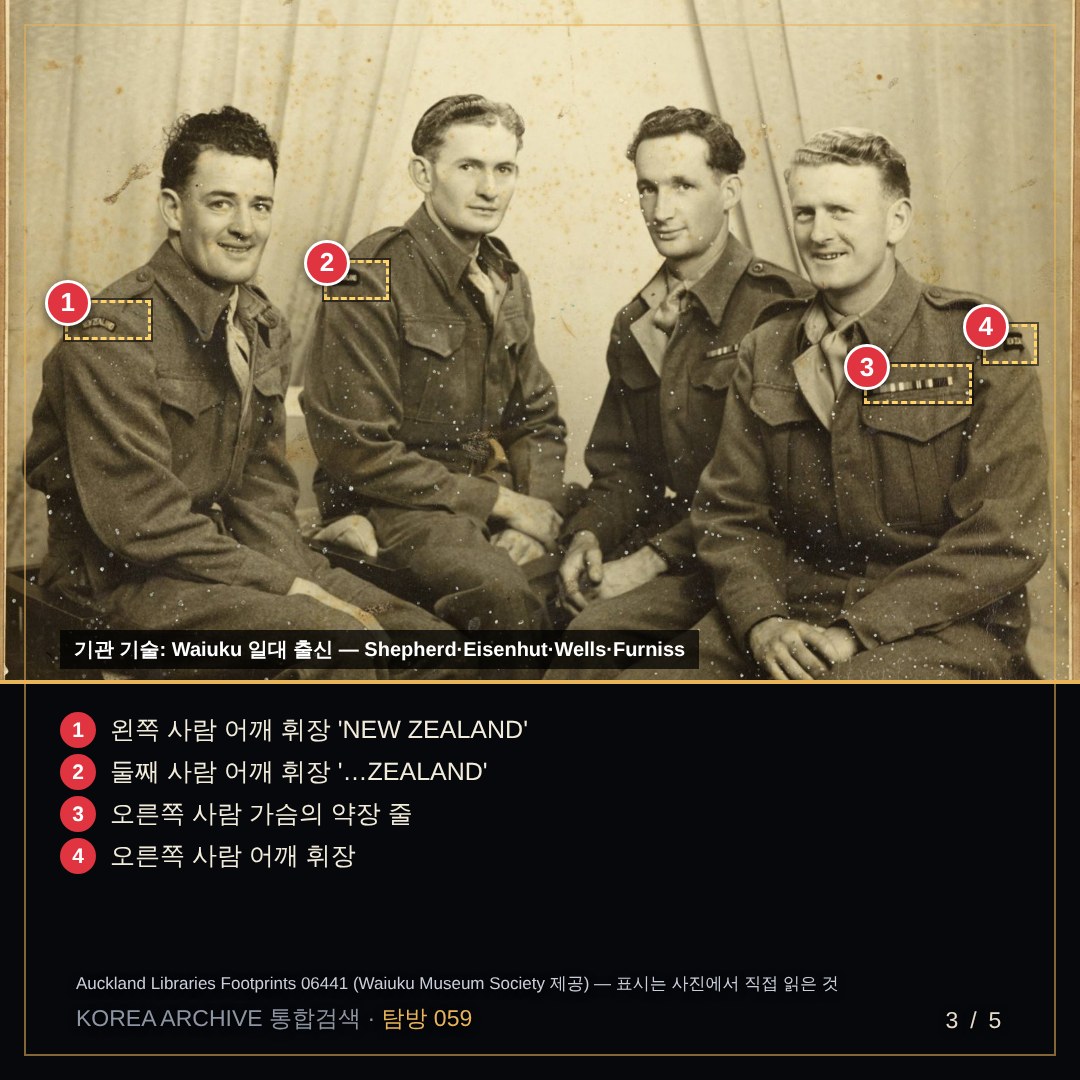 1
2
3
4
기관 기술: Waiuku 일대 출신 — Shepherd·Eisenhut·Wells·Furniss
1 왼쪽 사람 어깨 휘장 'NEW ZEALAND'
2 둘째 사람 어깨 휘장 '…ZEALAND'
3 오른쪽 사람 가슴의 약장 줄
4 오른쪽 사람 어깨 휘장
Auckland Libraries Footprints 06441 (Waiuku Museum Society 제공) — 표시는 사진에서 직접 읽은 것
KOREA ARCHIVE 통합검색 · 탐방 059
3 / 5